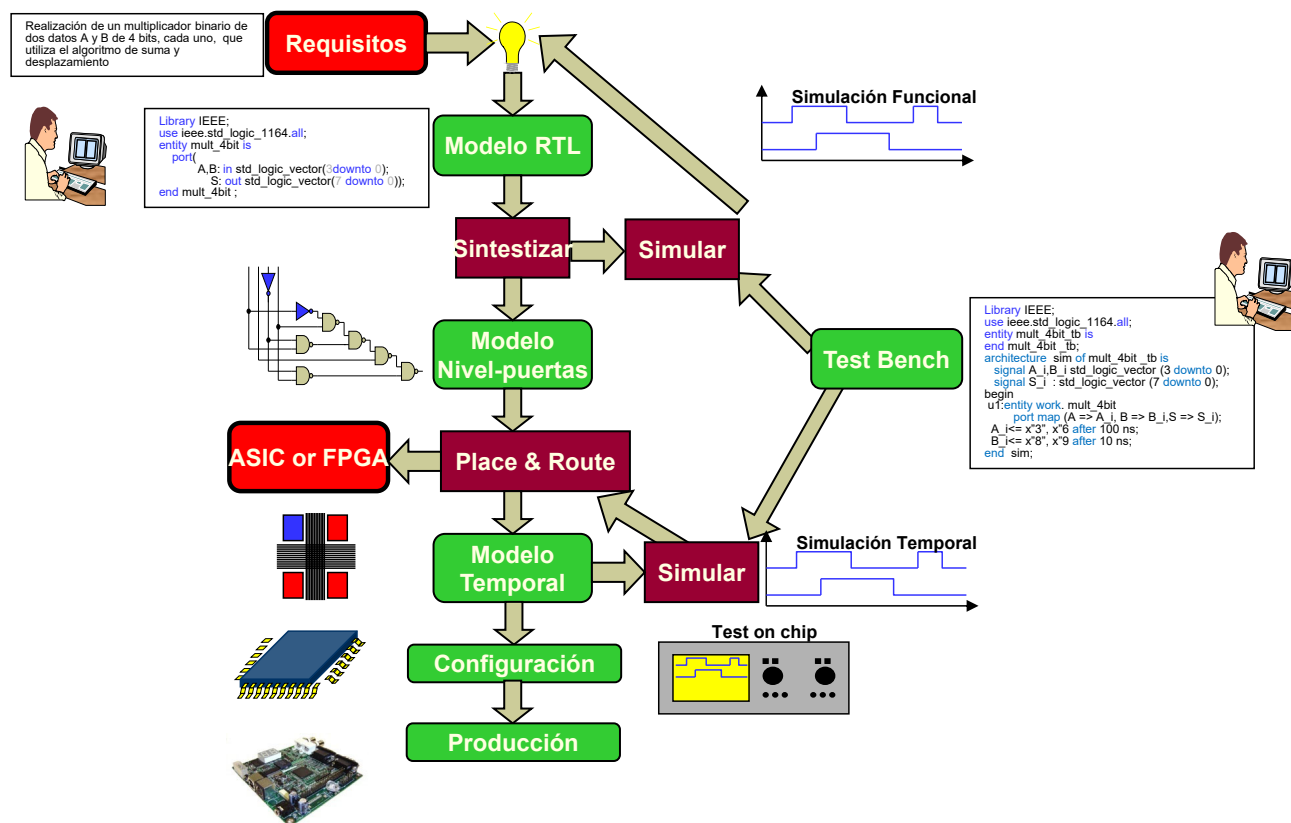 Realización de un multiplicador binario de
dos datos A y B de 4 bits, cada uno, que
utiliza el algoritmo de suma y
desplazamiento
Requisitos
Simulación Funcional
Library IEEE;
use ieee.std_logic_1164.all;
entity mult_4bit is
port(
A,B: in std_logic_vector(3downto 0);
S: out std_logic_vector(7 downto 0));
end mult_4bit ;
Modelo RTL
Sintestizar
Simular
Modelo
Nivel-puertas
Test Bench
Library IEEE;
use ieee.std_logic_1164.all;
entity mult_4bit_tb is
end mult_4bit _tb;
architecture sim of mult_4bit _tb is
signal A_i,B_i std_logic_vector (3 downto 0);
signal S_i : std_logic_vector (7 downto 0);
begin
u1:entity work. mult_4bit
port map (A => A_i, B => B_i,S => S_i);
A_i<= x"3", x"6 after 100 ns;
B_i<= x"8", x"9 after 10 ns;
end sim;
ASIC or FPGA
Place & Route
Simulación Temporal
Modelo
Temporal
Simular
Test on chip
Configuración
Producción